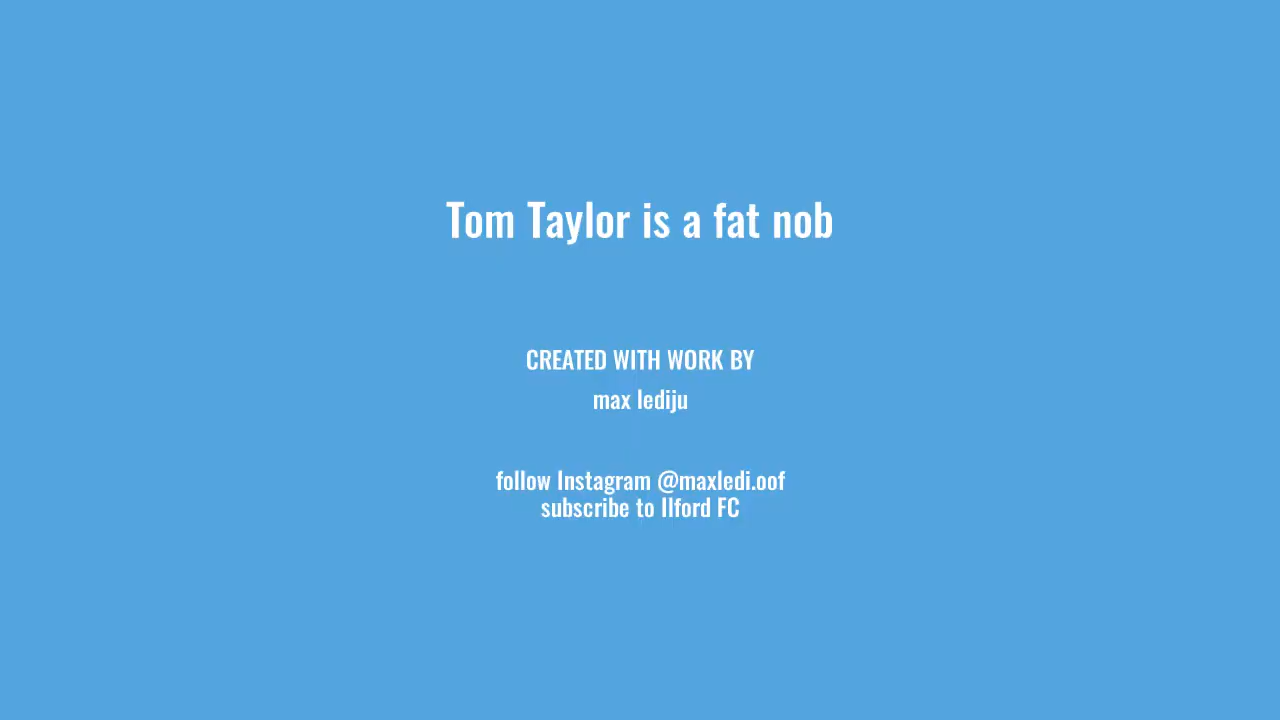 Tom Taylor is a fat nob
CREATED WITH WORK BY
max lediju
follow Instagram @maxledi.oof
subscribe to Ilford FC